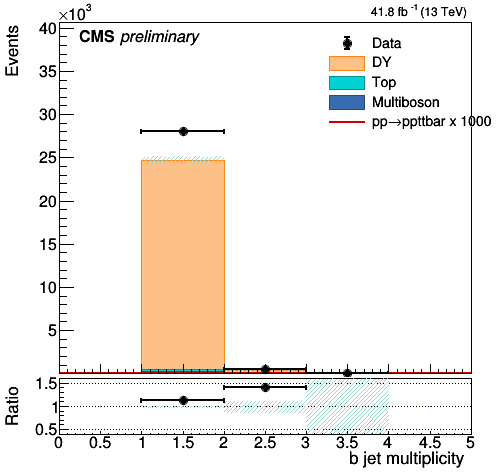 ×10³
41.8 fb⁻¹ (13 TeV)
Events
CMS preliminary
Data
DY
Top
Multiboson
pp→ppttbar x 1000
40
35
30
25
20
15
10
5
Ratio
1.5
1
0.5
0 0.5 1 1.5 2 2.5 3 3.5 4 4.5 5
b jet multiplicity